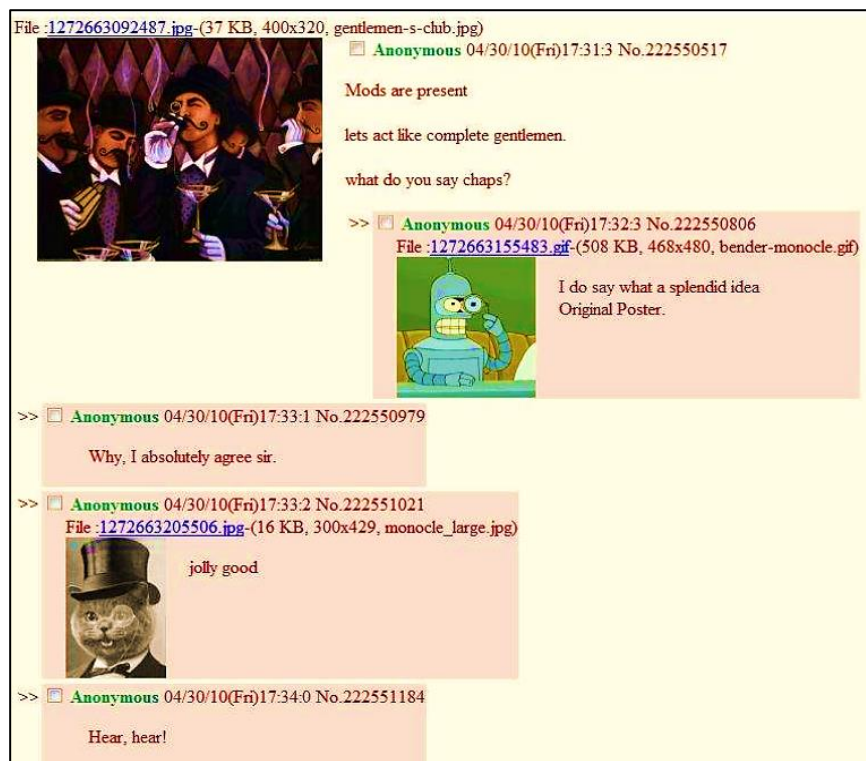 File :1272663092487.jpg-(37 KB, 400x320, gentlemen-s-club.jpg)
Anonymous 04/30/10(Fri)17:31:3 No.222550517
Mods are present
lets act like complete gentlemen.
what do you say chaps?
>> Anonymous 04/30/10(Fri)17:32:3 No.222550806
File :1272663155483.gif-(508 KB, 468x480, bender-monocle.gif)
I do say what a splendid idea
Original Poster.
>> Anonymous 04/30/10(Fri)17:33:1 No.222550979
Why, I absolutely agree sir.
>> Anonymous 04/30/10(Fri)17:33:2 No.222551021
File :1272663205506.jpg-(16 KB, 300x429, monocle_large.jpg)
jolly good
>> Anonymous 04/30/10(Fri)17:34:0 No.222551184
Hear, hear!